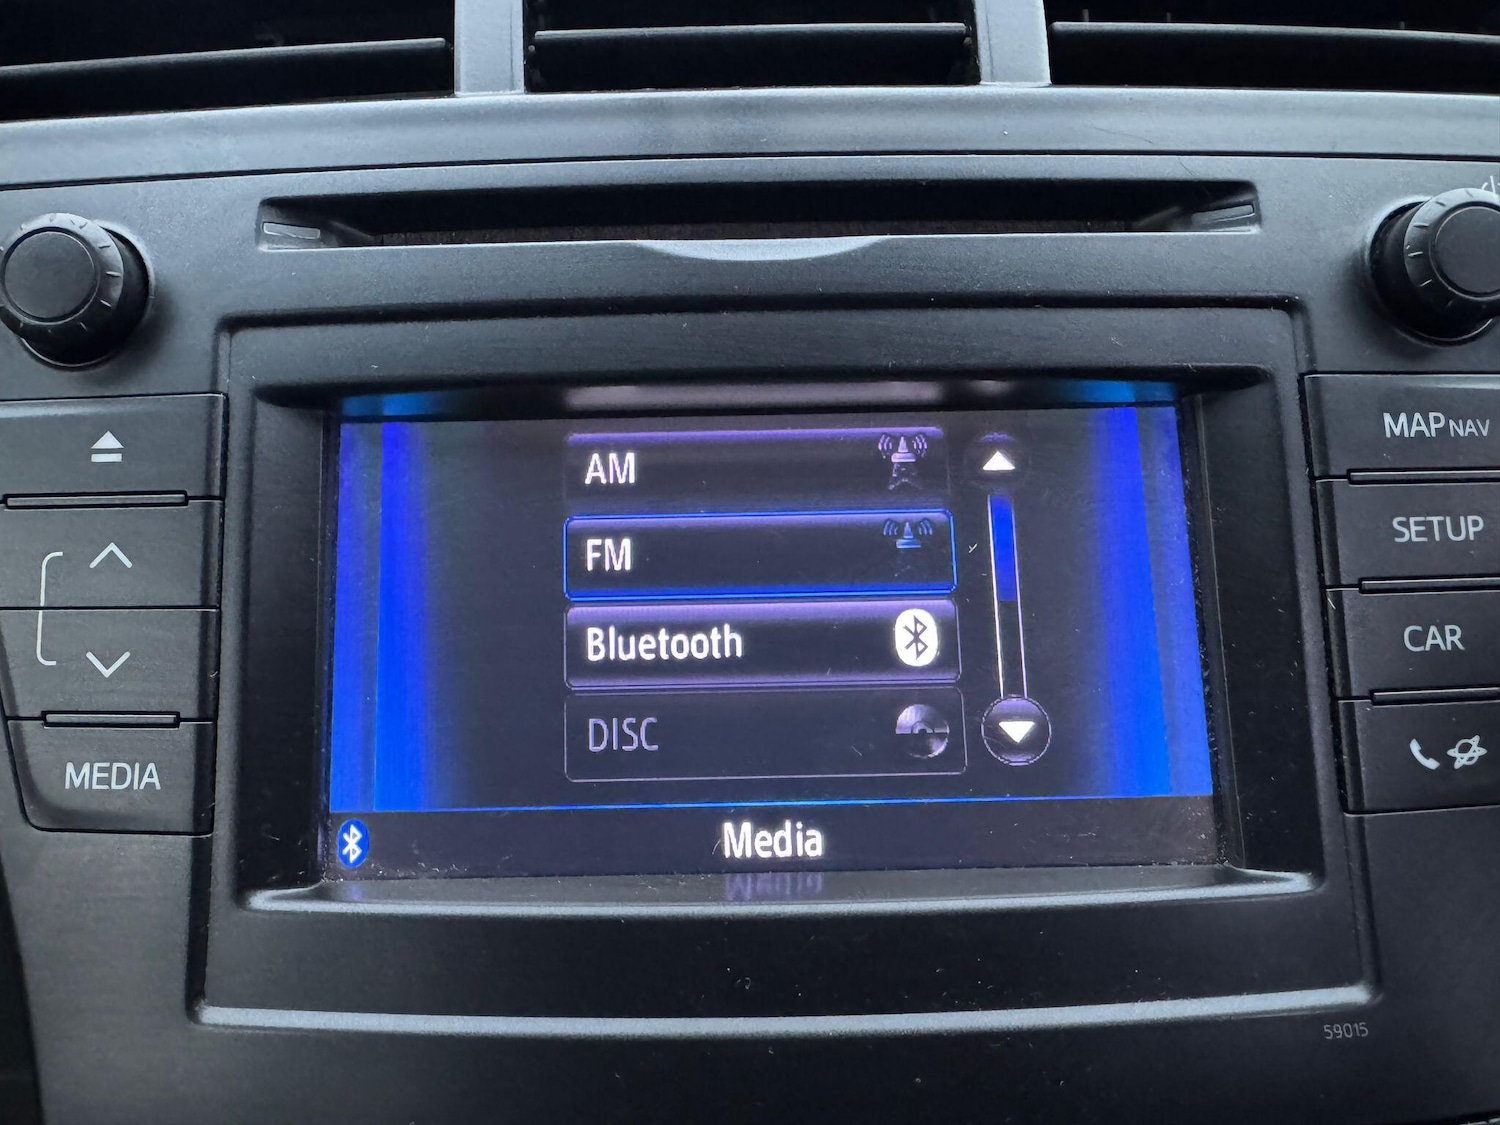 AM
FM
Bluetooth
DISC
Media
MEDIA
MAP NAV
SETUP
CAR
59015